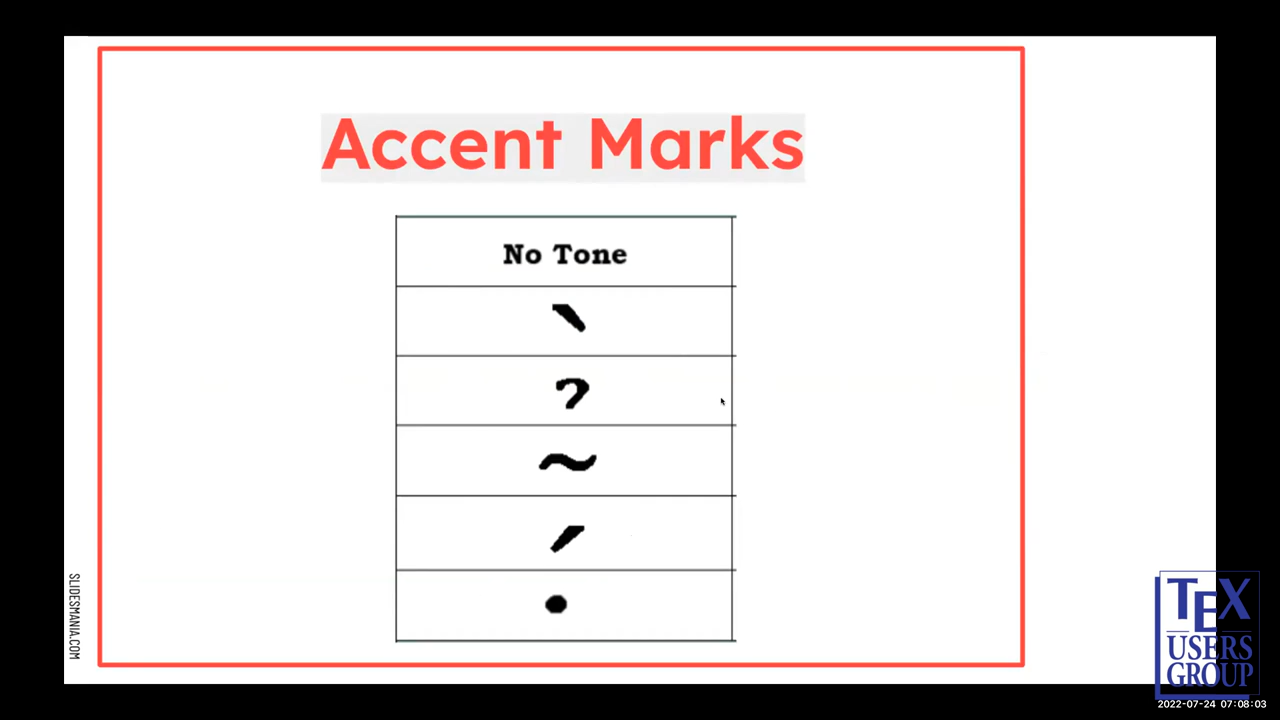 Accent Marks
No Tone
`
?
~
ˊ
•
SLIDESMANIA.COM
TEX
USERS
GROUP
2022-07-24 07:08:03